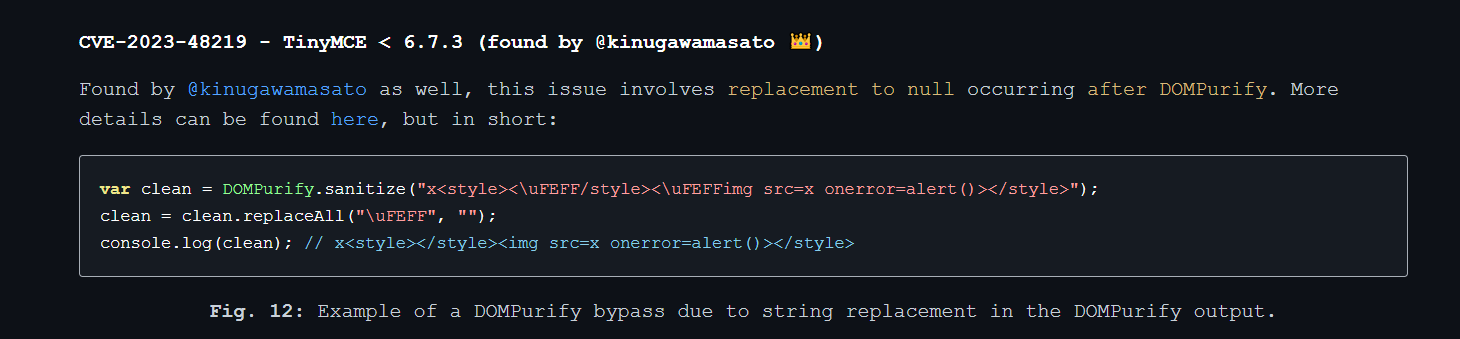 CVE-2023-48219 - TinyMCE < 6.7.3 (found by @kinugawamasato 👑)
Found by @kinugawamasato as well, this issue involves replacement to null occurring after DOMPurify. More
details can be found here, but in short:
var clean = DOMPurify.sanitize("x<style><\uFEFF/style><\uFEFFimg src=x onerror=alert()></style>");
clean = clean.replaceAll("\uFEFF", "");
console.log(clean); // x<style></style><img src=x onerror=alert()></style>
Fig. 12: Example of a DOMPurify bypass due to string replacement in the DOMPurify output.